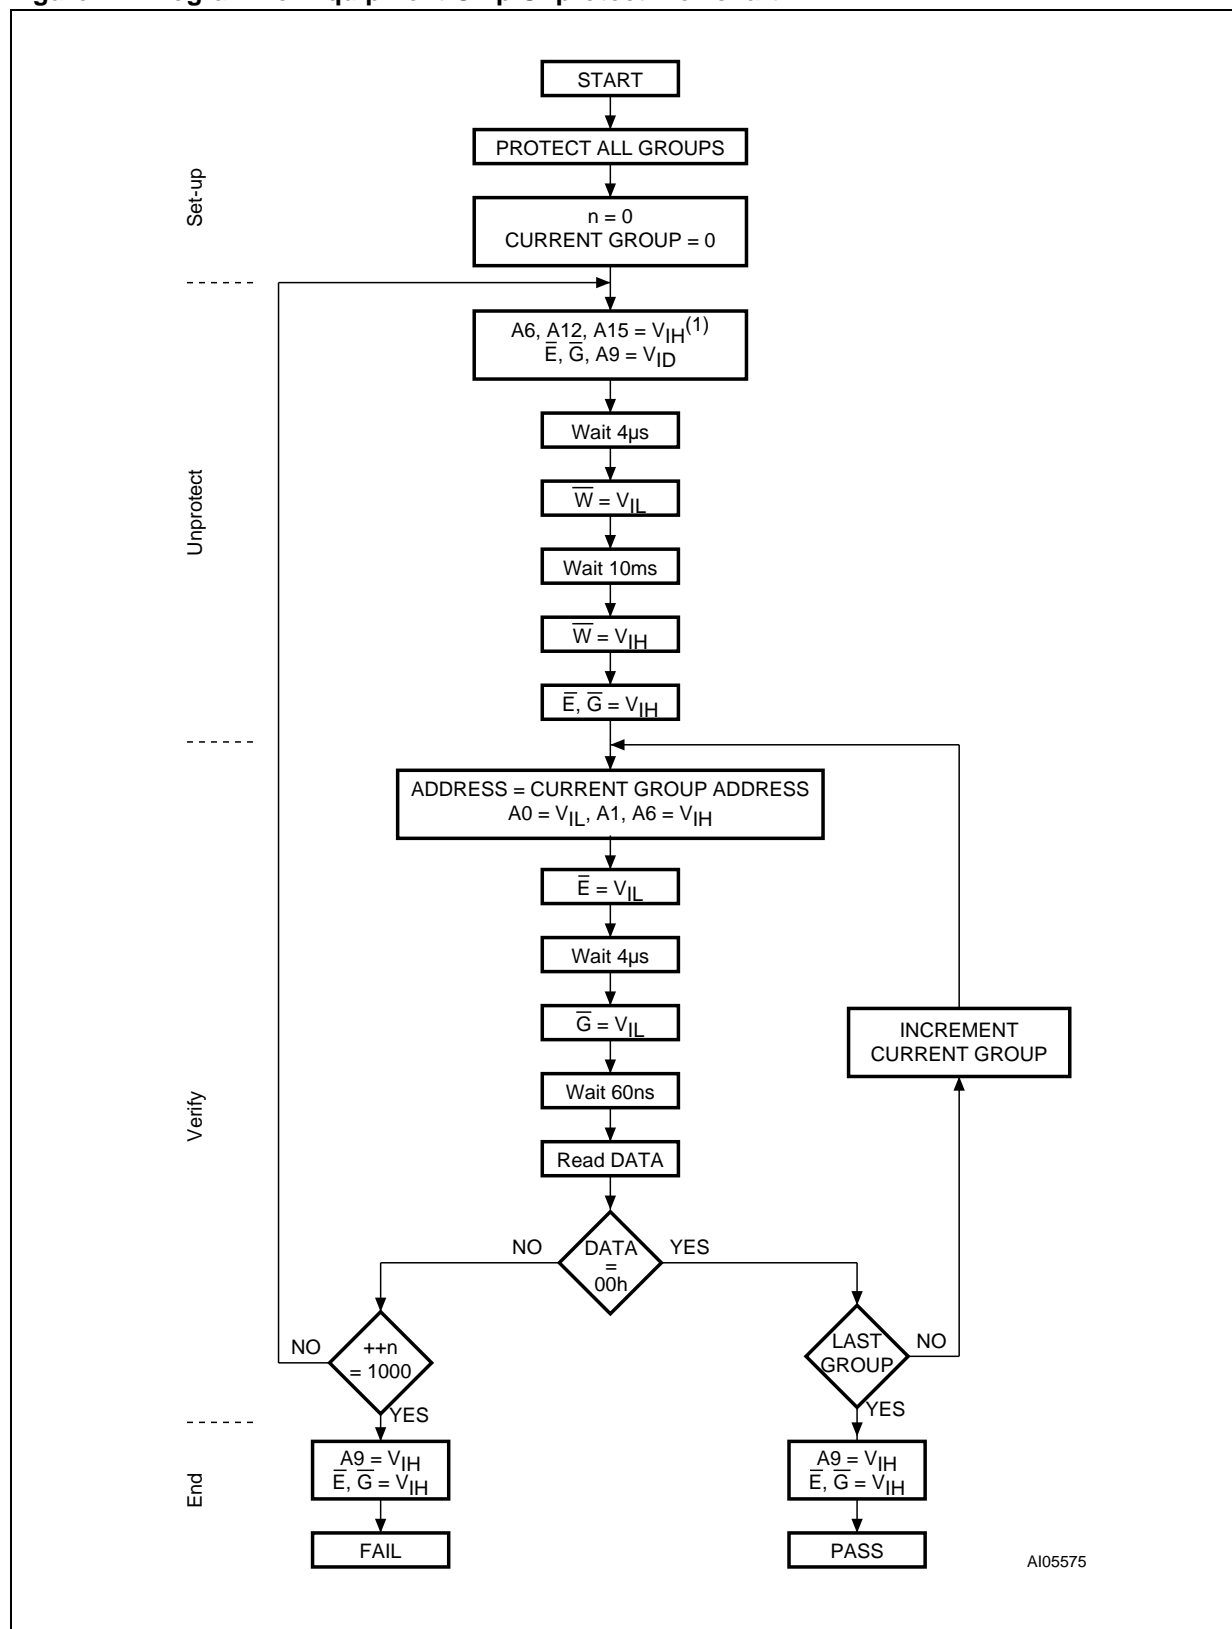 START
PROTECT ALL GROUPS
Set-up
n = 0
CURRENT GROUP = 0
A6, A12, A15 = VIH(1)
E̅, G̅, A9 = VID
Wait 4µs
Unprotect
W̅ = VIL
Wait 10ms
W̅ = VIH
E̅, G̅ = VIH
ADDRESS = CURRENT GROUP ADDRESS
A0 = VIL, A1, A6 = VIH
E̅ = VIL
Wait 4µs
G̅ = VIL
INCREMENT
CURRENT GROUP
Wait 60ns
Verify
Read DATA
NO
DATA
=
00h
YES
NO
++n
= 1000
LAST
GROUP
NO
YES
YES
End
A9 = VIH
E̅, G̅ = VIH
A9 = VIH
E̅, G̅ = VIH
FAIL
PASS
AI05575